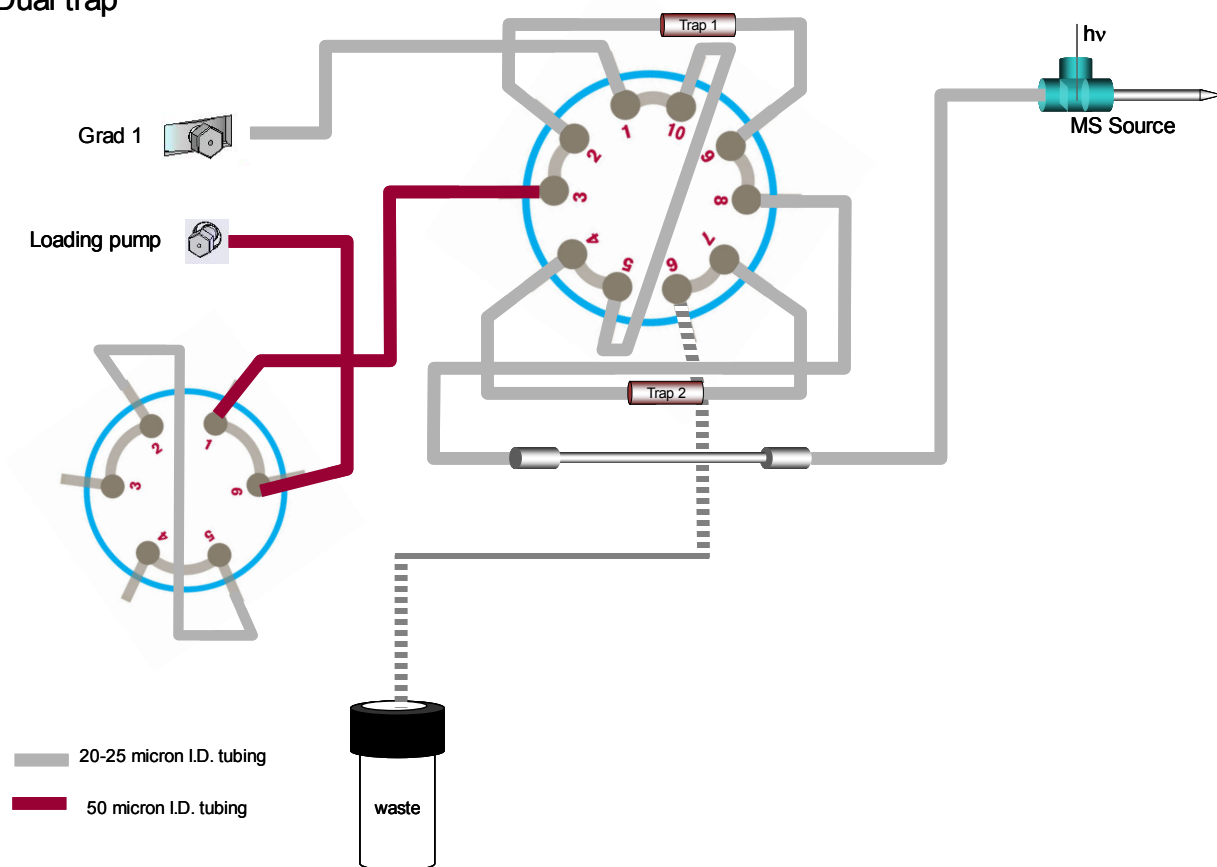 Dual trap
Trap 1
hν
Grad 1
MS Source
Loading pump
1
10
2
9
3
8
4
7
5
6
Trap 2
2
1
3
6
4
5
20-25 micron I.D. tubing
50 micron I.D. tubing
waste